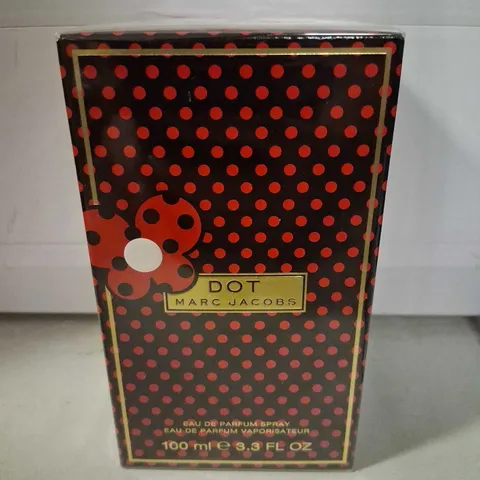 DOT
MARC JACOBS
EAU DE PARFUM SPRAY
EAU DE PARFUM VAPORISATEUR
100 ml ℮ 3.3 FL OZ